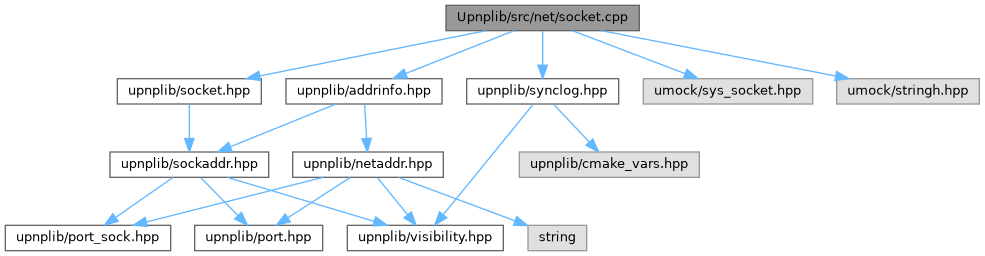 Upnplib/src/net/socket.cpp
upnplib/socket.hpp
upnplib/addrinfo.hpp
upnplib/synclog.hpp
umock/sys_socket.hpp
umock/stringh.hpp
upnplib/sockaddr.hpp
upnplib/netaddr.hpp
upnplib/cmake_vars.hpp
upnplib/port_sock.hpp
upnplib/port.hpp
upnplib/visibility.hpp
string